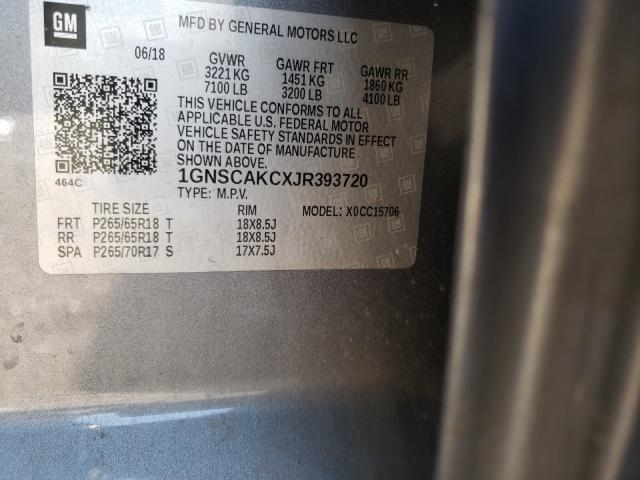 GM
MFD BY GENERAL MOTORS LLC
06/18 GVWR GAWR FRT GAWR RR
3221 KG 1451 KG 1860 KG
7100 LB 3200 LB 4100 LB
THIS VEHICLE CONFORMS TO ALL
APPLICABLE U.S. FEDERAL MOTOR
VEHICLE SAFETY STANDARDS IN EFFECT
ON THE DATE OF MANUFACTURE
SHOWN ABOVE.
464C 1GNSCAKCXJR393720
TYPE: M.P.V.
TIRE SIZE RIM MODEL: X0CC15706
FRT P265/65R18 T 18X8.5J
RR P265/65R18 T 18X8.5J
SPA P265/70R17 S 17X7.5J